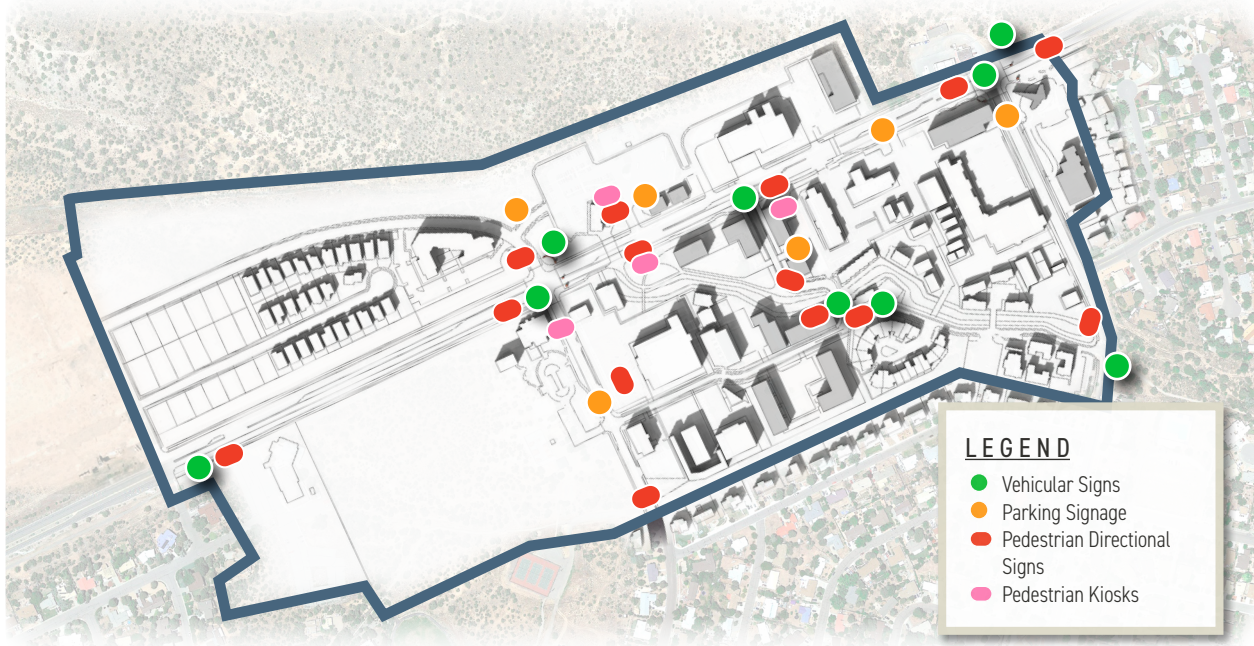 LEGEND
Vehicular Signs
Parking Signage
Pedestrian Directional
Signs
Pedestrian Kiosks